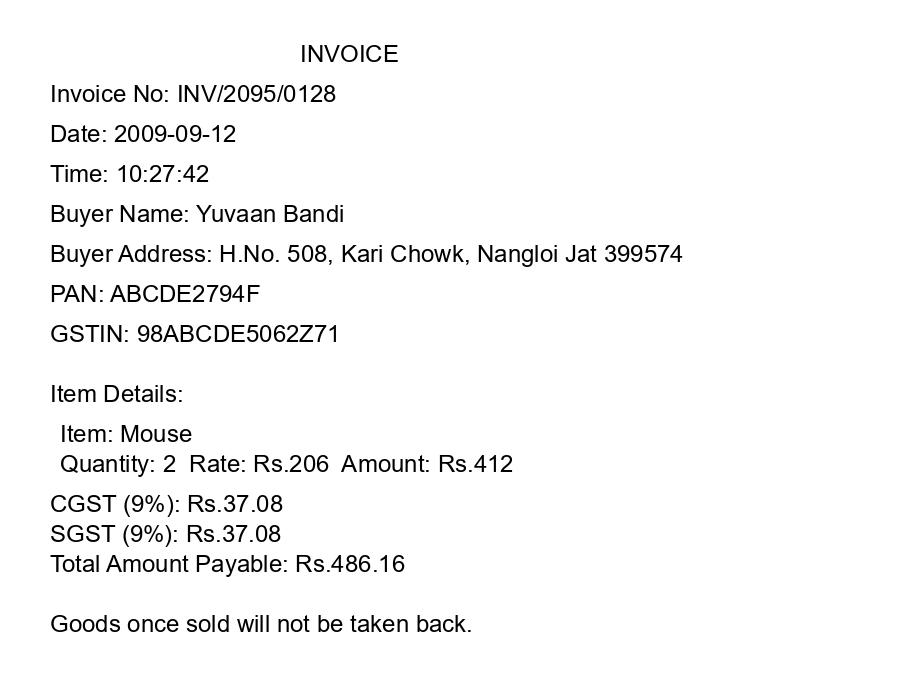 INVOICE
Invoice No: INV/2095/0128
Date: 2009-09-12
Time: 10:27:42
Buyer Name: Yuvaan Bandi
Buyer Address: H.No. 508, Kari Chowk, Nangloi Jat 399574
PAN: ABCDE2794F
GSTIN: 98ABCDE5062Z71
Item Details:
Item: Mouse
Quantity: 2  Rate: Rs.206  Amount: Rs.412
CGST (9%): Rs.37.08
SGST (9%): Rs.37.08
Total Amount Payable: Rs.486.16
Goods once sold will not be taken back.